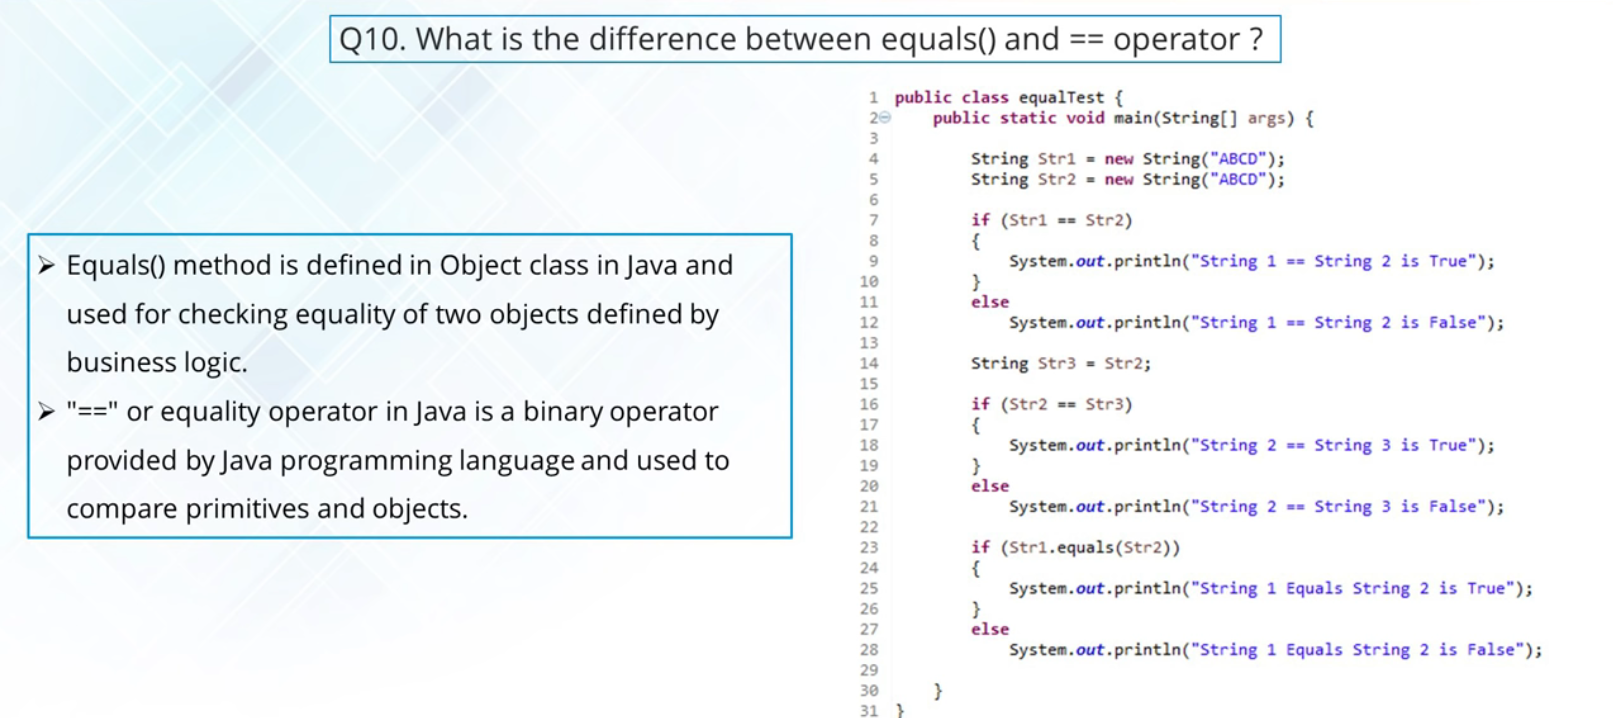 Q10. What is the difference between equals() and == operator ?
➢ Equals() method is defined in Object class in Java and
used for checking equality of two objects defined by
business logic.
➢ "==" or equality operator in Java is a binary operator
provided by Java programming language and used to
compare primitives and objects.
1 public class equalTest {
2 public static void main(String[] args) {
3
4 String Str1 = new String("ABCD");
5 String Str2 = new String("ABCD");
6
7 if (Str1 == Str2)
8 {
9 System.out.println("String 1 == String 2 is True");
10 }
11 else
12 System.out.println("String 1 == String 2 is False");
13
14 String Str3 = Str2;
15
16 if (Str2 == Str3)
17 {
18 System.out.println("String 2 == String 3 is True");
19 }
20 else
21 System.out.println("String 2 == String 3 is False");
22
23 if (Str1.equals(Str2))
24 {
25 System.out.println("String 1 Equals String 2 is True");
26 }
27 else
28 System.out.println("String 1 Equals String 2 is False");
29
30 }
31 }